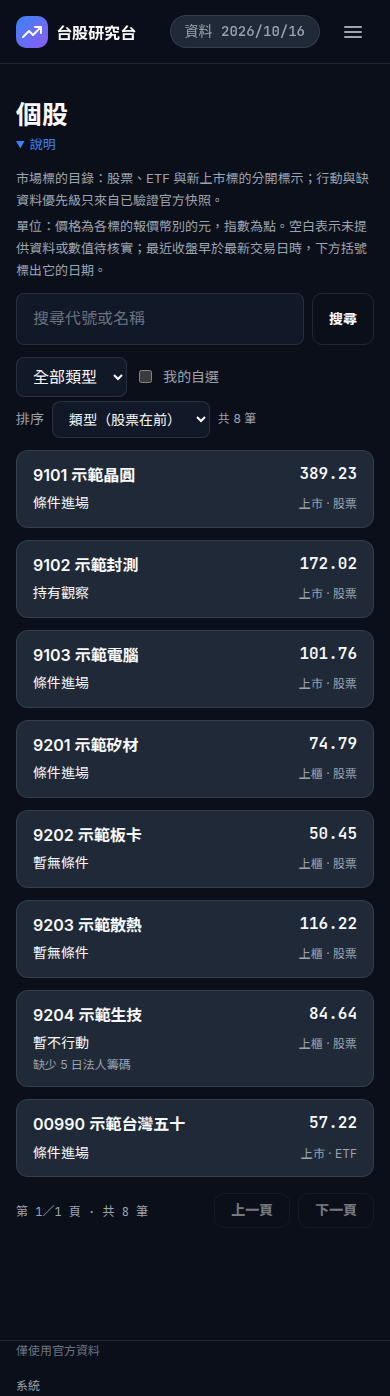 台股研究台
資料 2026/10/16
個股
▼ 說明
市場標的目錄：股票、ETF 與新上市標的分開標示；行動與缺
資料優先級只來自已驗證官方快照。
單位：價格為各標的報價幣別的元，指數為點。空白表示未提
供資料或數值待核實；最近收盤早於最新交易日時，下方括號
標出它的日期。
搜尋代號或名稱
搜尋
全部類型
我的自選
排序
類型（股票在前）
共 8 筆
9101 示範晶圓 389.23
條件進場 上市 · 股票
9102 示範封測 172.02
持有觀察 上市 · 股票
9103 示範電腦 101.76
條件進場 上市 · 股票
9201 示範矽材 74.79
條件進場 上櫃 · 股票
9202 示範板卡 50.45
暫無條件 上櫃 · 股票
9203 示範散熱 116.22
暫無條件 上櫃 · 股票
9204 示範生技 84.64
暫不行動 上櫃 · 股票
缺少 5 日法人籌碼
00990 示範台灣五十 57.22
條件進場 上市 · ETF
第 1／1 頁 · 共 8 筆
上一頁
下一頁
僅使用官方資料
系統